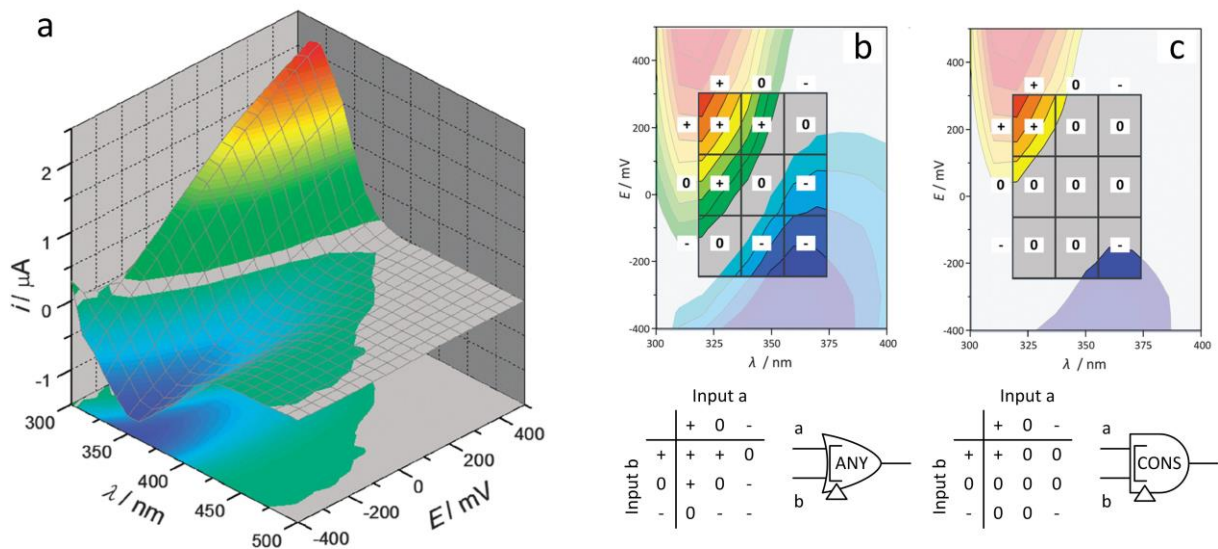 a
i / µA
2
1
0
-1
300
350
400
450
500
λ / nm
-400
-200
0
200
400
E / mV
b
E / mV
400
200
0
-200
-400
+ 0 -
+ + + 0
0 + 0 -
- 0 - -
300 325 350 375 400
λ / nm
c
E / mV
400
200
0
-200
-400
+ 0 -
+ + 0 0
0 0 0 0
- 0 0 -
300 325 350 375 400
λ / nm
Input a
Input b
+ 0 -
+ + + 0
0 + 0 -
- 0 - -
a
ANY
b
Input a
Input b
+ 0 -
+ + 0 0
0 0 0 0
- 0 0 -
a
CONS
b